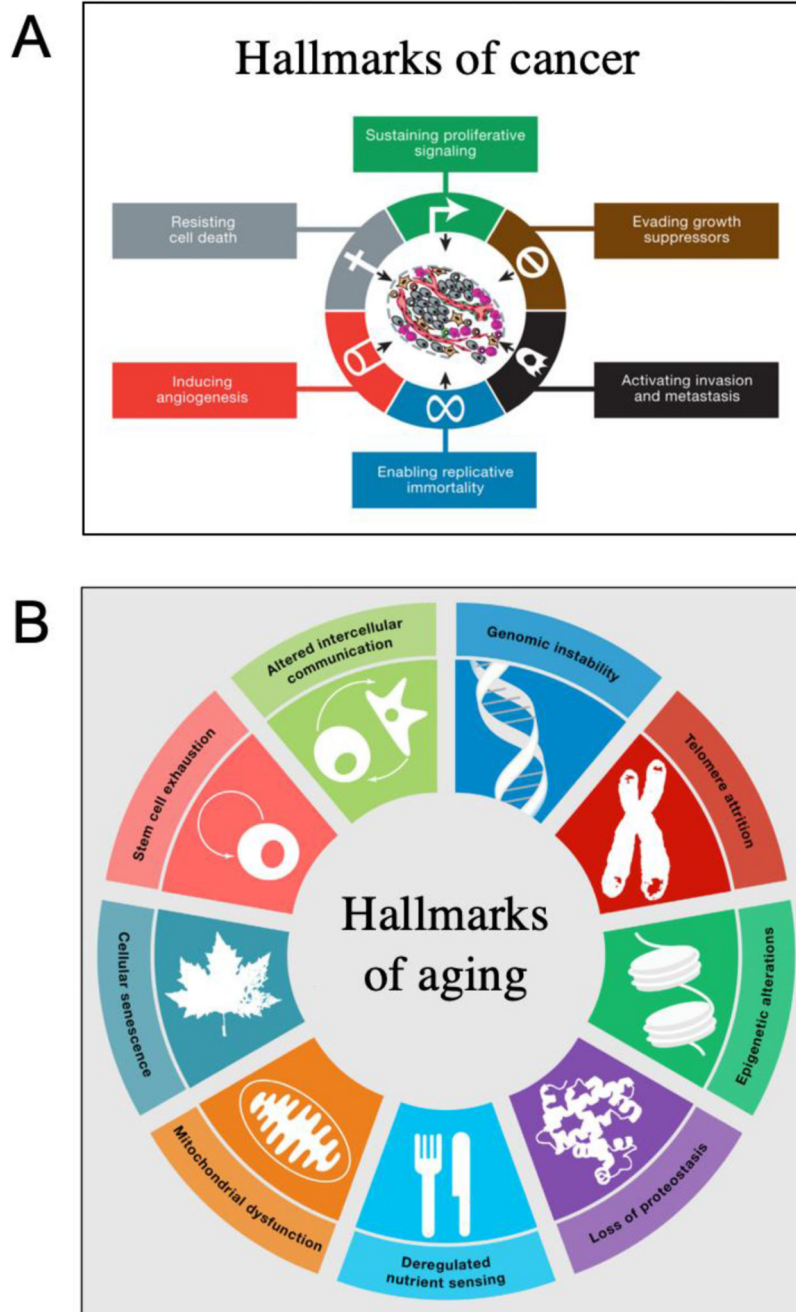 A
Hallmarks of cancer
Sustaining proliferative
signaling
Resisting
cell death
Evading growth
suppressors
Inducing
angiogenesis
Activating invasion
and metastasis
Enabling replicative
immortality
B
Altered intercellular
communication
Genomic instability
Stem cell exhaustion
Telomere attrition
Hallmarks
of aging
Cellular senescence
Epigenetic alterations
Mitochondrial dysfunction
Loss of proteostasis
Deregulated
nutrient sensing